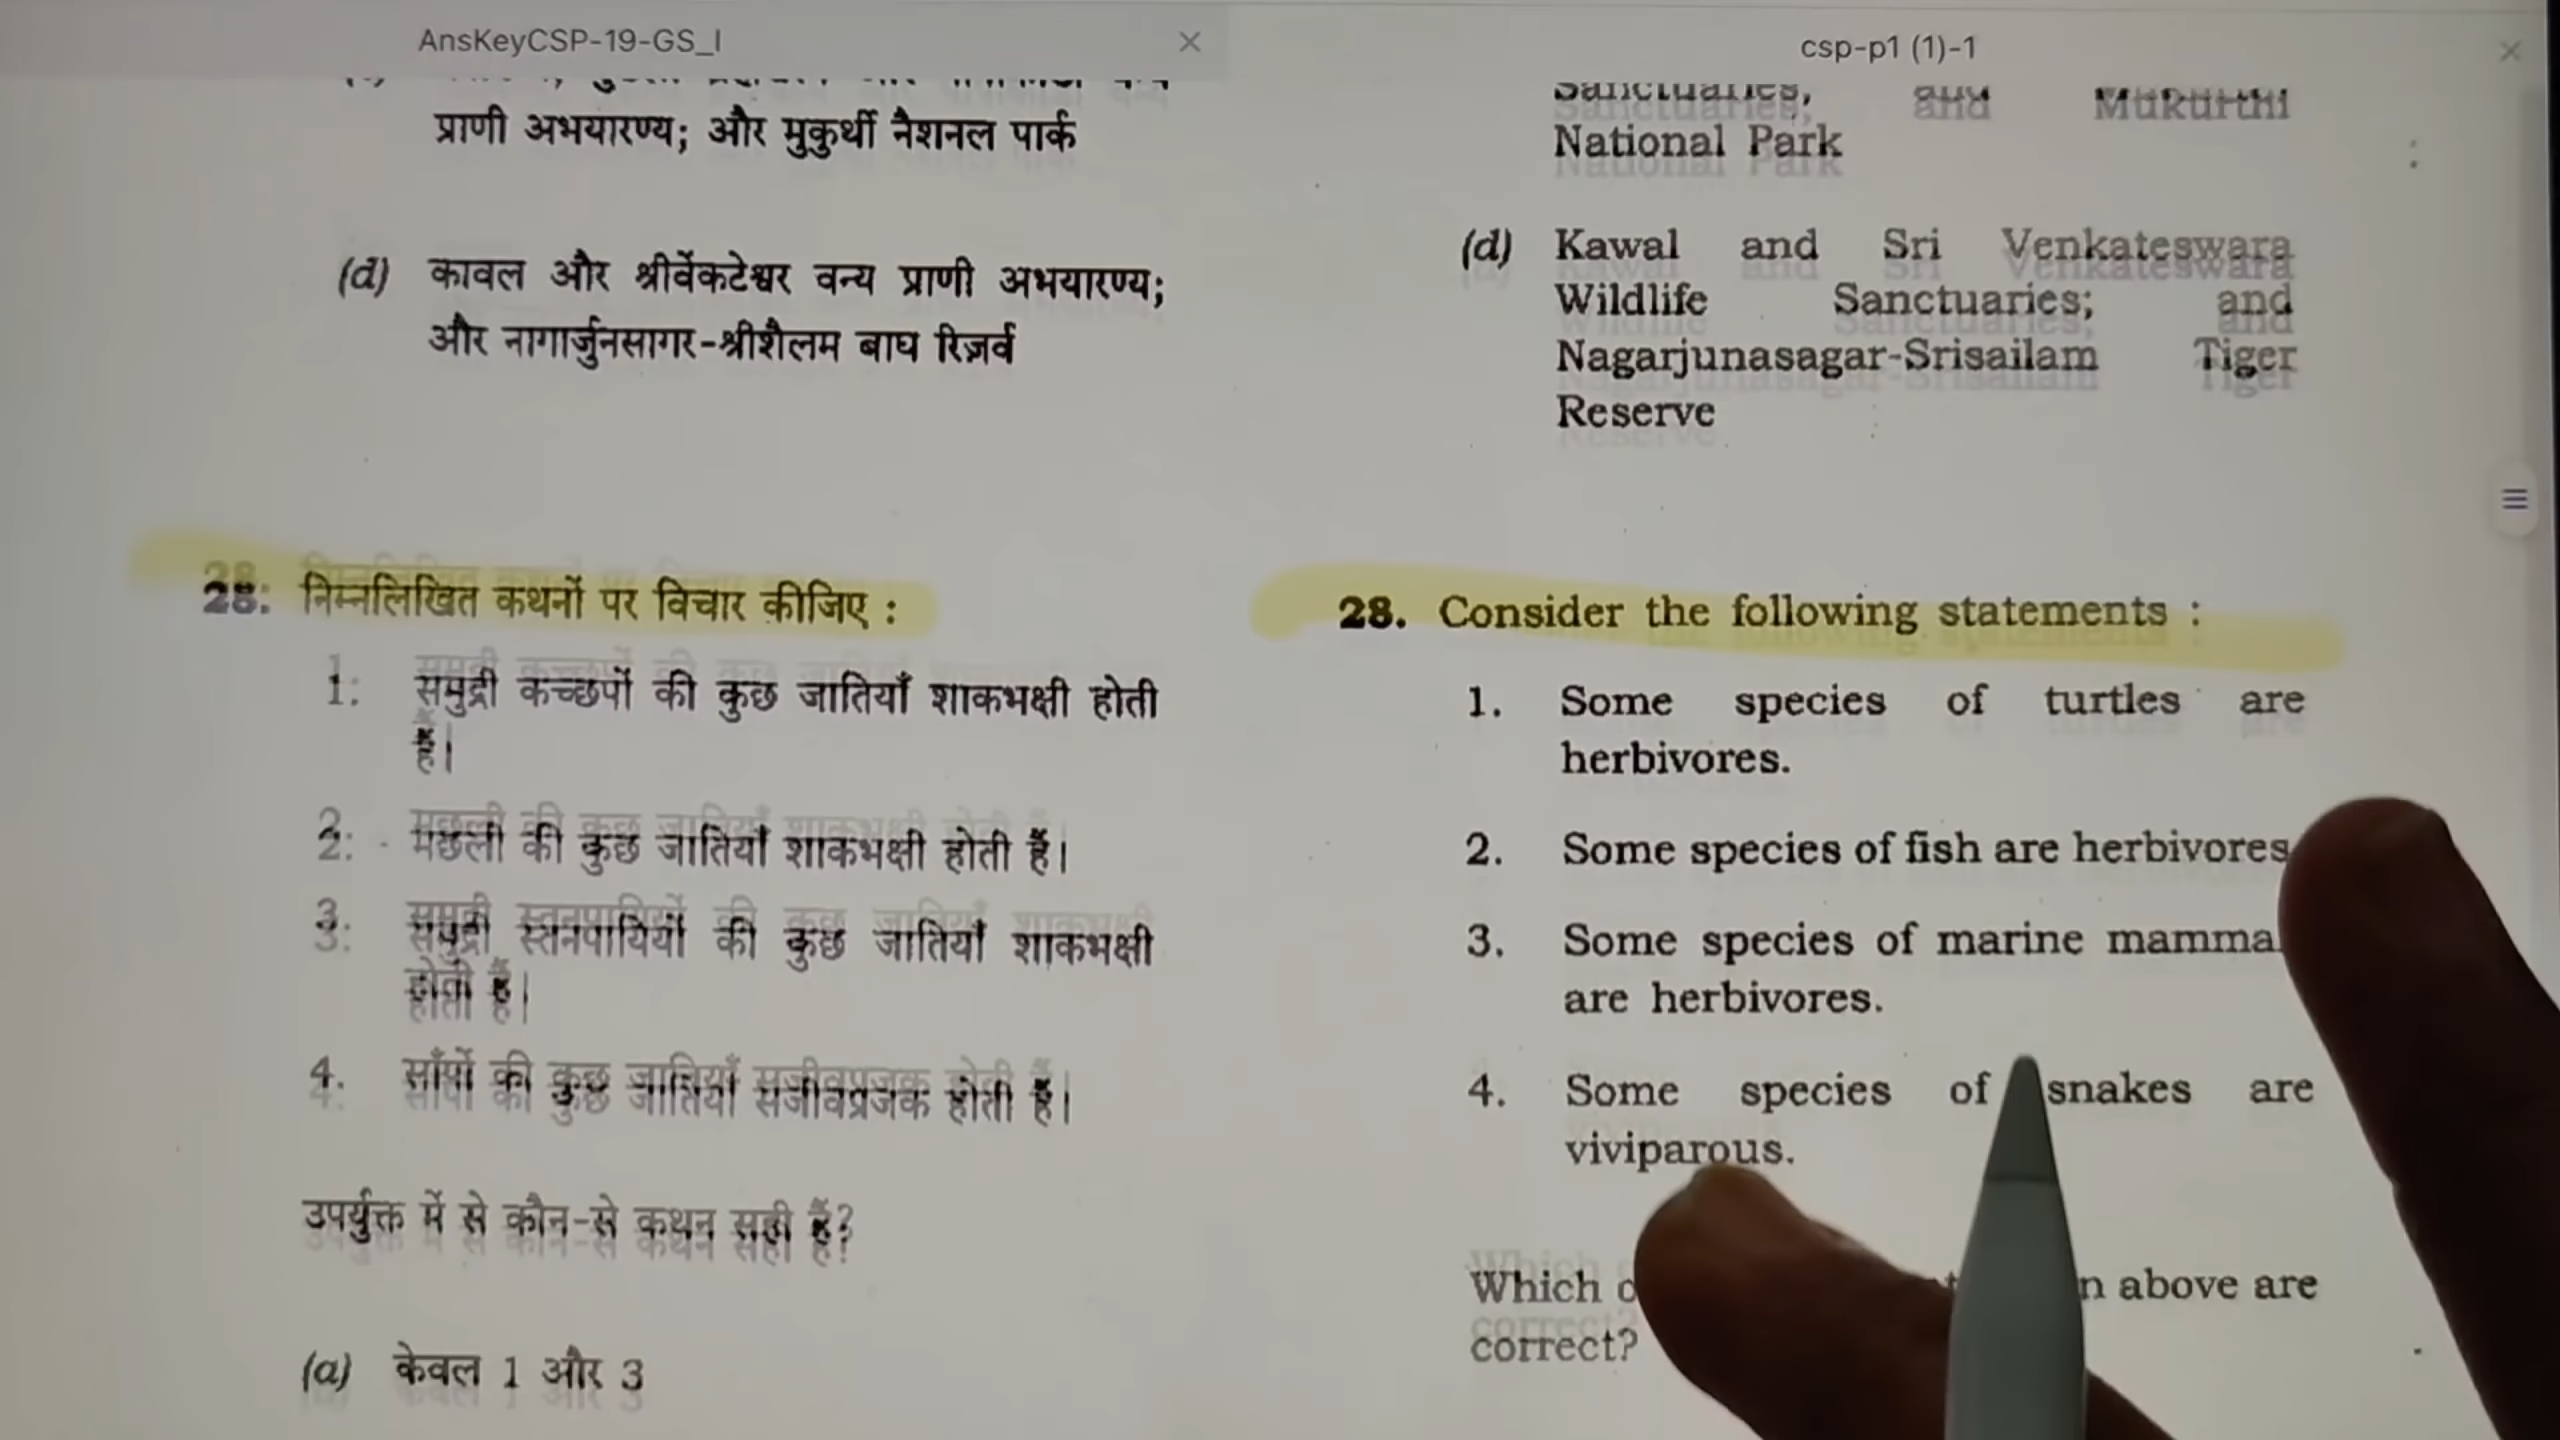 AnsKeyCSP-19-GS_I
csp-p1 (1)-1
प्राणी अभयारण्य; और मुकुर्थी नैशनल पार्क
(d) कावल और श्रीवेंकटेश्वर वन्य प्राणी अभयारण्य;
और नागार्जुनसागर-श्रीशैलम बाघ रिज़र्व
28. निम्नलिखित कथनों पर विचार कीजिए :
1. समुद्री कच्छपों की कुछ जातियाँ शाकभक्षी होती
हैं।
2. मछली की कुछ जातियाँ शाकभक्षी होती हैं।
3. समुद्री स्तनपायियों की कुछ जातियाँ शाकभक्षी
होती हैं।
4. साँपों की कुछ जातियाँ सजीवप्रजक होती हैं।
उपर्युक्त में से कौन-से कथन सही हैं?
(a) केवल 1 और 3
Sanctuaries, and Mukurthi
National Park
(d) Kawal and Sri Venkateswara
Wildlife Sanctuaries; and
Nagarjunasagar-Srisailam Tiger
Reserve
28. Consider the following statements :
1. Some species of turtles are
herbivores.
2. Some species of fish are herbivores
3. Some species of marine
are herbivores.
4. Some species of snakes are
viviparous.
Which above are
correct?